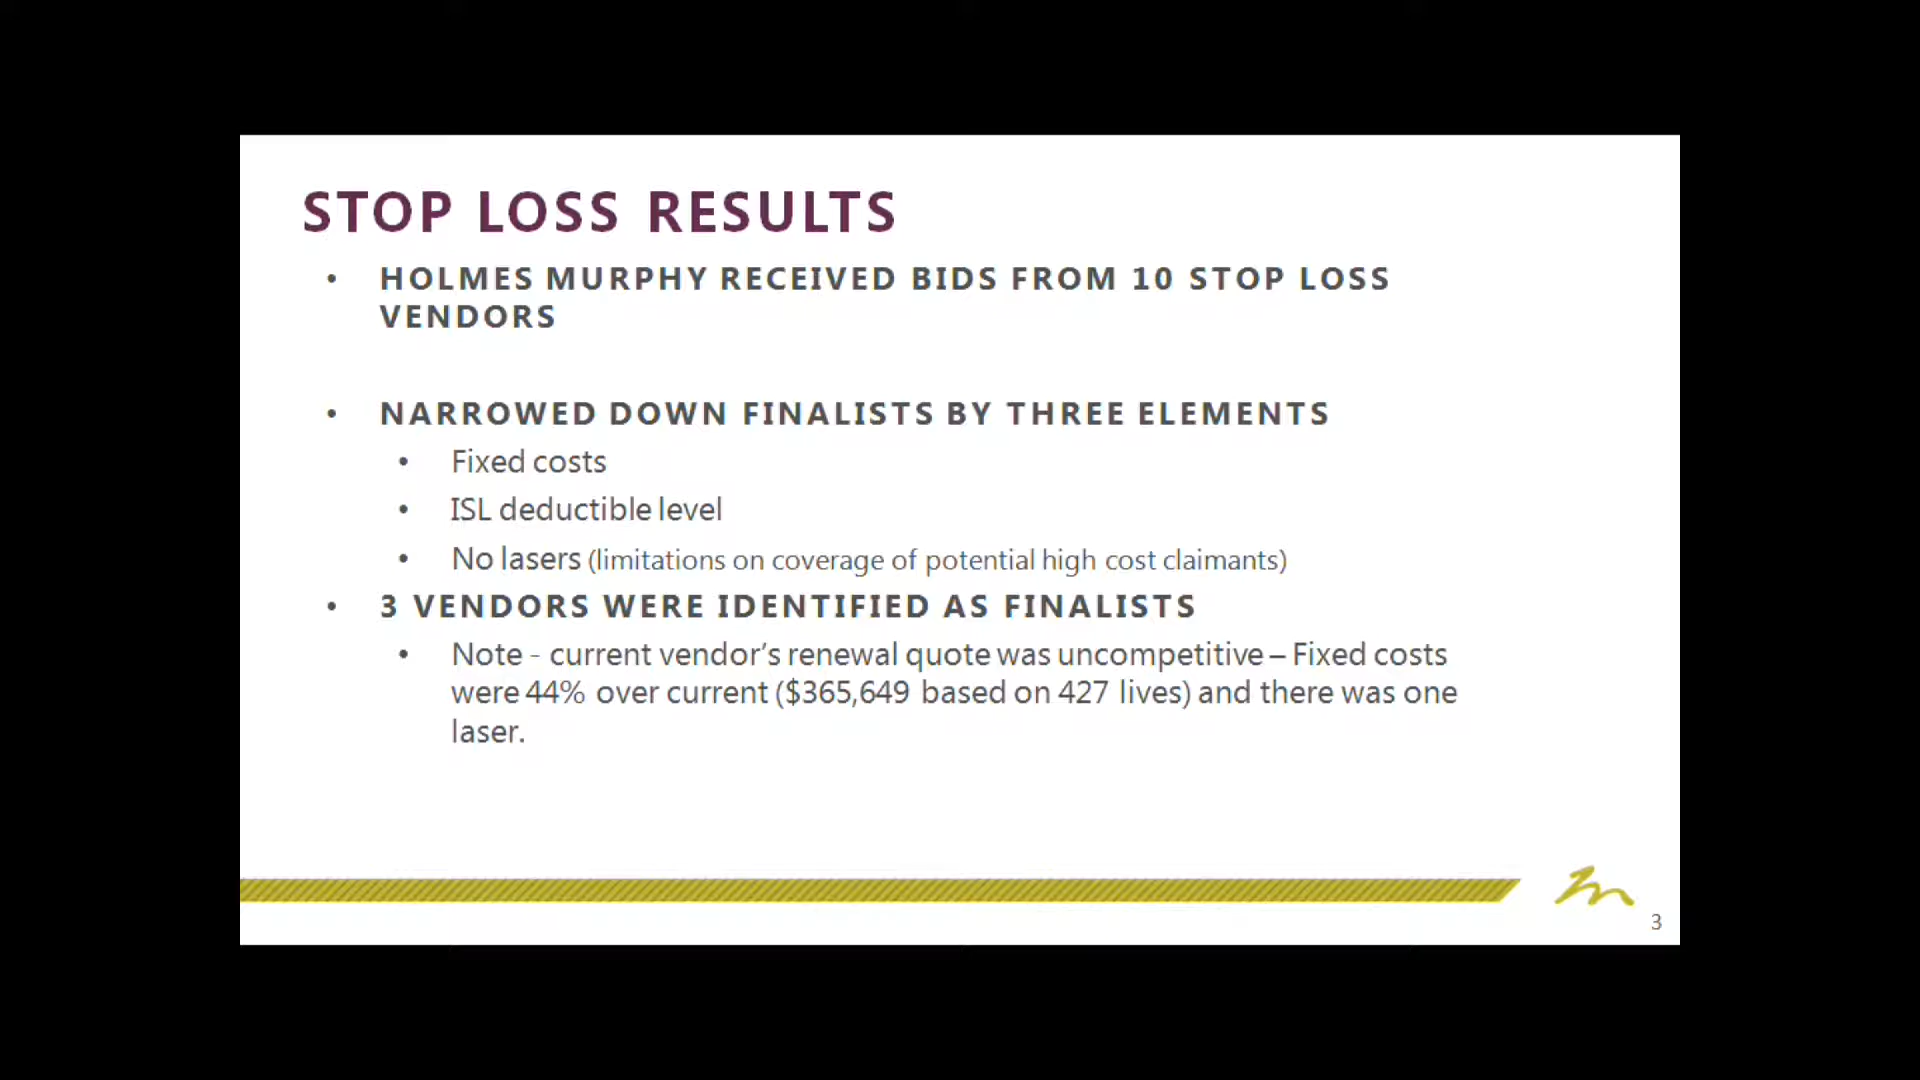 STOP LOSS RESULTS
• HOLMES MURPHY RECEIVED BIDS FROM 10 STOP LOSS
VENDORS
• NARROWED DOWN FINALISTS BY THREE ELEMENTS
• Fixed costs
• ISL deductible level
• No lasers (limitations on coverage of potential high cost claimants)
• 3 VENDORS WERE IDENTIFIED AS FINALISTS
• Note - current vendor’s renewal quote was uncompetitive – Fixed costs
were 44% over current ($365,649 based on 427 lives) and there was one
laser.
3